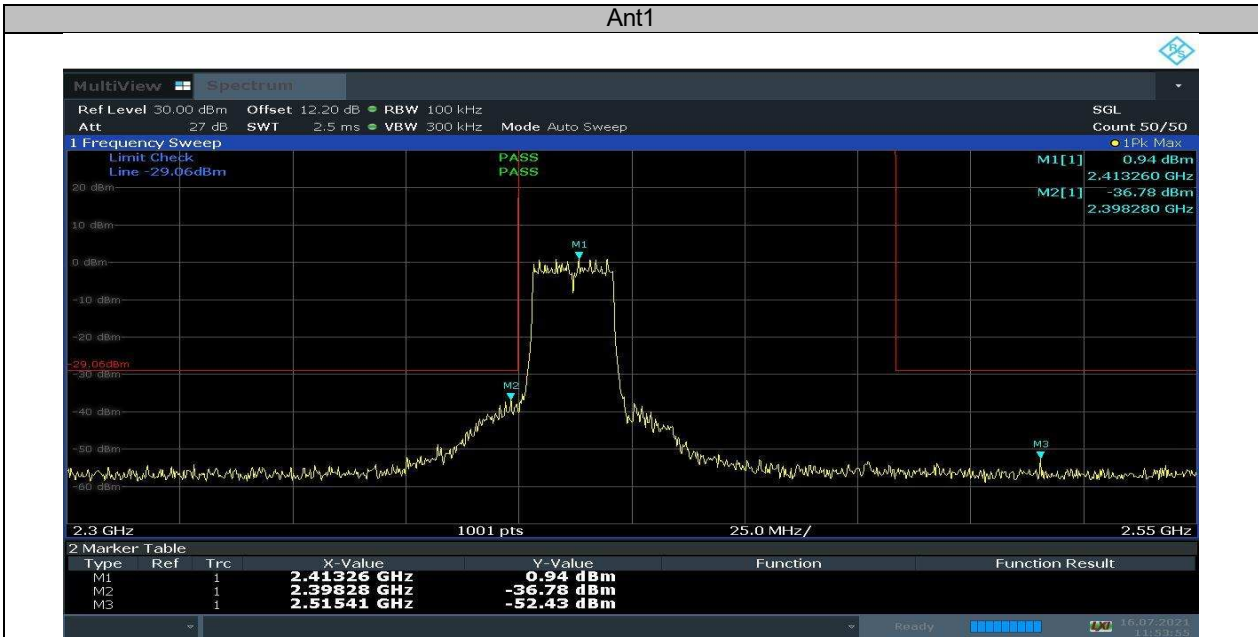 Ant1
R&S
MultiView Spectrum
Ref Level 30.00 dBm Offset 12.20 dB RBW 100 kHz SGL
Att 27 dB SWT 2.5 ms VBW 300 kHz Mode Auto Sweep Count 50/50
1 Frequency Sweep 1Pk Max
Limit Check PASS M1[1] 0.94 dBm
Line -29.06dBm PASS 2.413260 GHz
20 dBm M2[1] -36.78 dBm
2.398280 GHz
10 dBm
M1
0 dBm
-10 dBm
-20 dBm
-29.06dBm
-30 dBm
M2
-40 dBm
M3
-50 dBm
-60 dBm
2.3 GHz 1001 pts 25.0 MHz/ 2.55 GHz
2 Marker Table
Type Ref Trc X-Value Y-Value Function Function Result
M1 1 2.41326 GHz 0.94 dBm
M2 1 2.39828 GHz -36.78 dBm
M3 1 2.51541 GHz -52.43 dBm
Ready LXI 16.07.2021
11:53:55